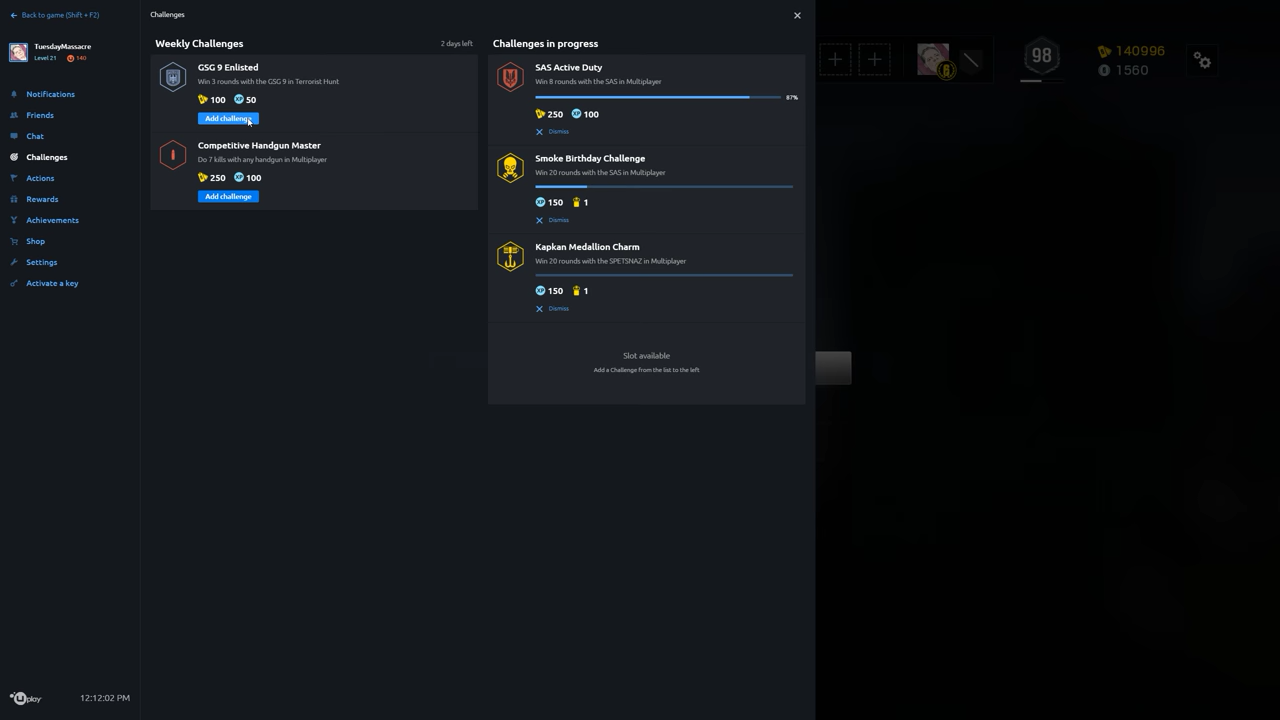 Back to game (Shift + F2)
TuesdayMassacre
Level 21 140
Notifications
Friends
Chat
Challenges
Actions
Rewards
Achievements
Shop
Settings
Activate a key
uplay
12:12:02 PM
Challenges
Weekly Challenges
2 days left
GSG 9 Enlisted
Win 3 rounds with the GSG 9 in Terrorist Hunt
100 XP 50
Add challenge
Competitive Handgun Master
Do 7 kills with any handgun in Multiplayer
250 XP 100
Add challenge
Challenges in progress
SAS Active Duty
Win 8 rounds with the SAS in Multiplayer
87%
250 XP 100
Dismiss
Smoke Birthday Challenge
Win 20 rounds with the SAS in Multiplayer
XP 150 1
Dismiss
Kapkan Medallion Charm
Win 20 rounds with the SPETSNAZ in Multiplayer
XP 150 1
Dismiss
Slot available
Add a Challenge from the list to the left
98
140996
1560